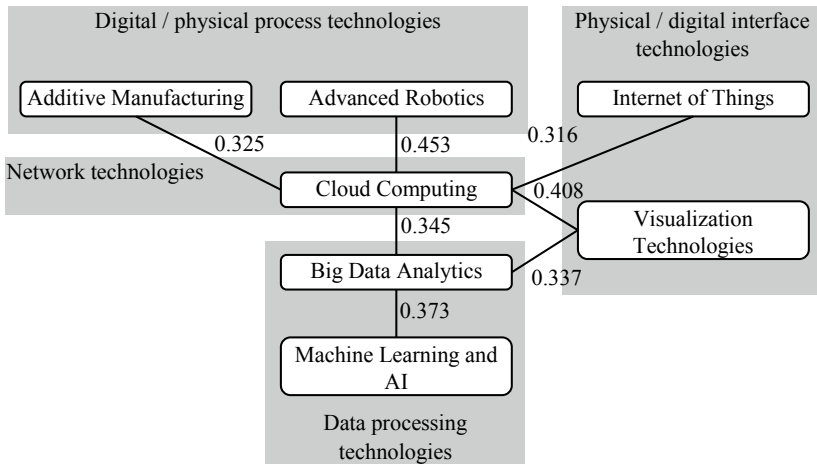 Digital / physical process technologies
Physical / digital interface
technologies
Additive Manufacturing
Advanced Robotics
Internet of Things
0.325
0.453
0.316
Network technologies
Cloud Computing
0.408
0.345
Visualization
Technologies
Big Data Analytics
0.337
0.373
Machine Learning and
AI
Data processing
technologies